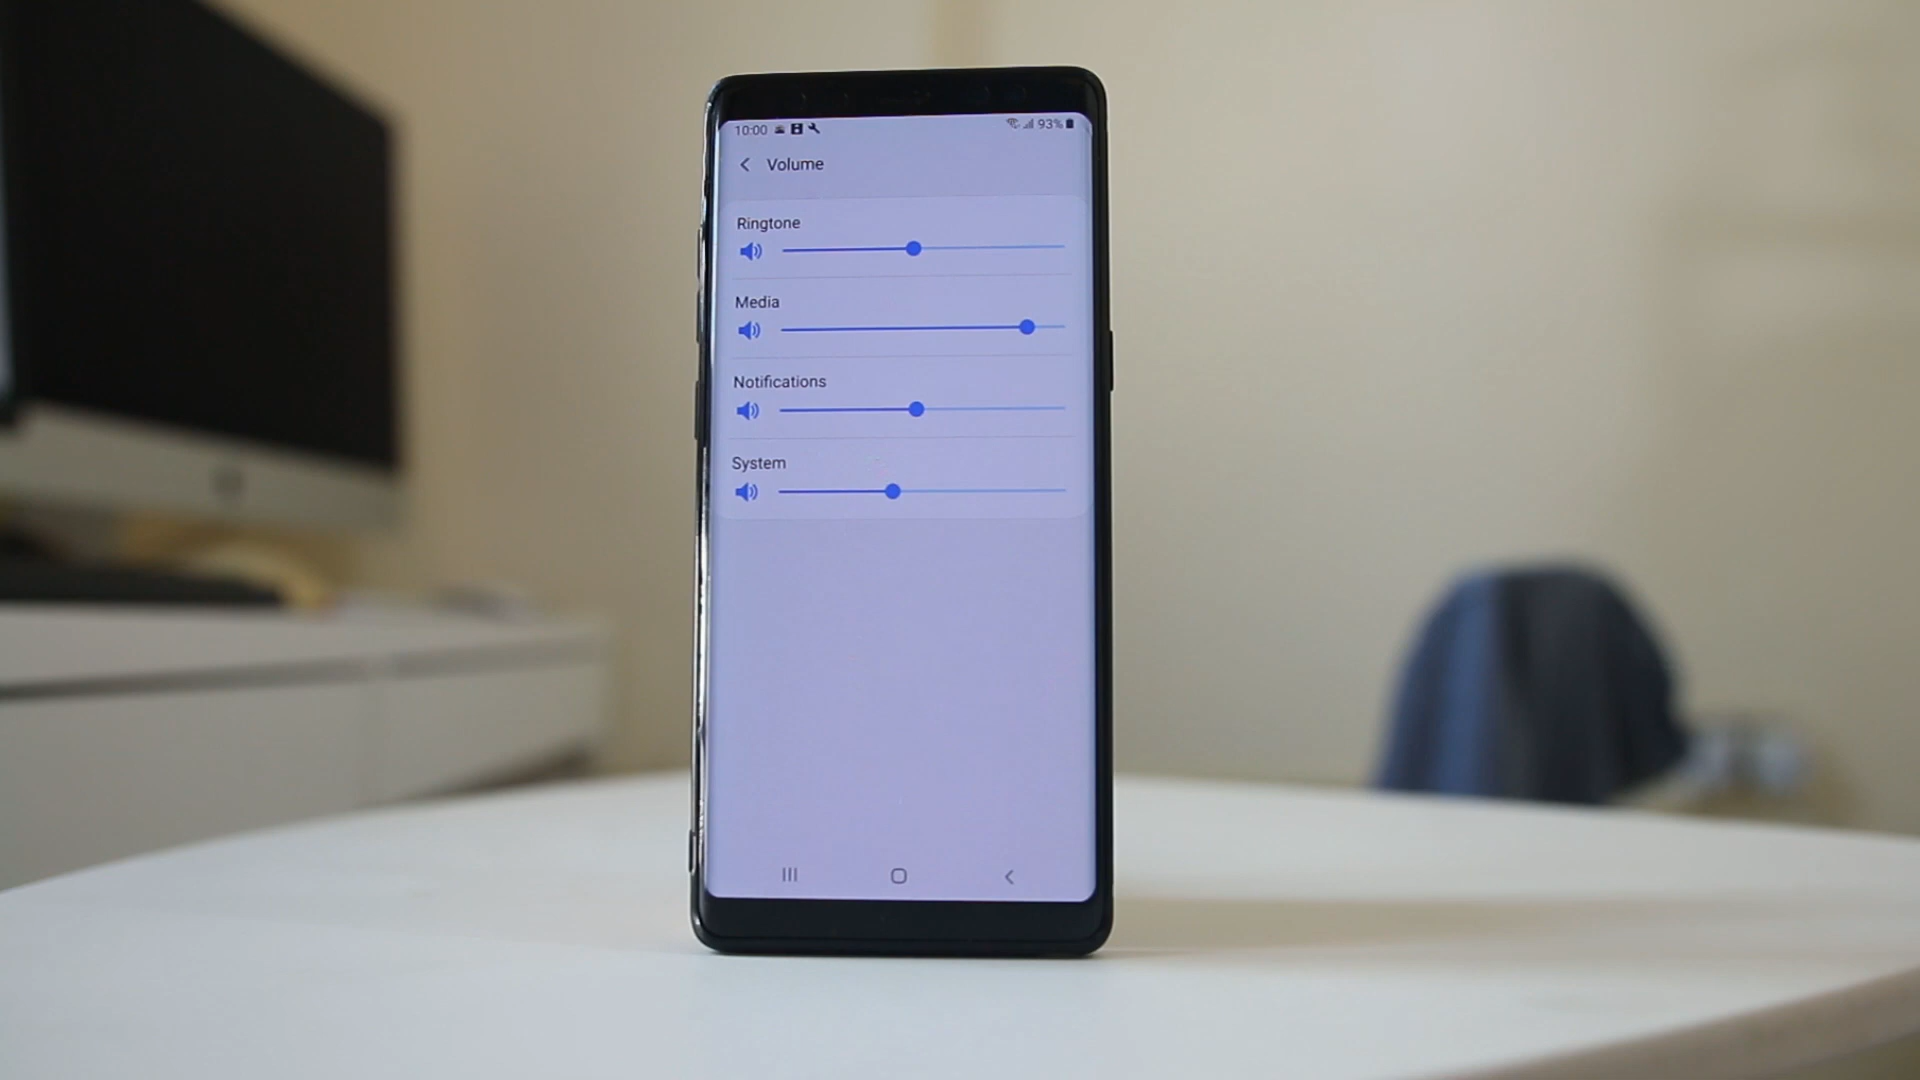 10:00 93%
Volume
Ringtone
Media
Notifications
System